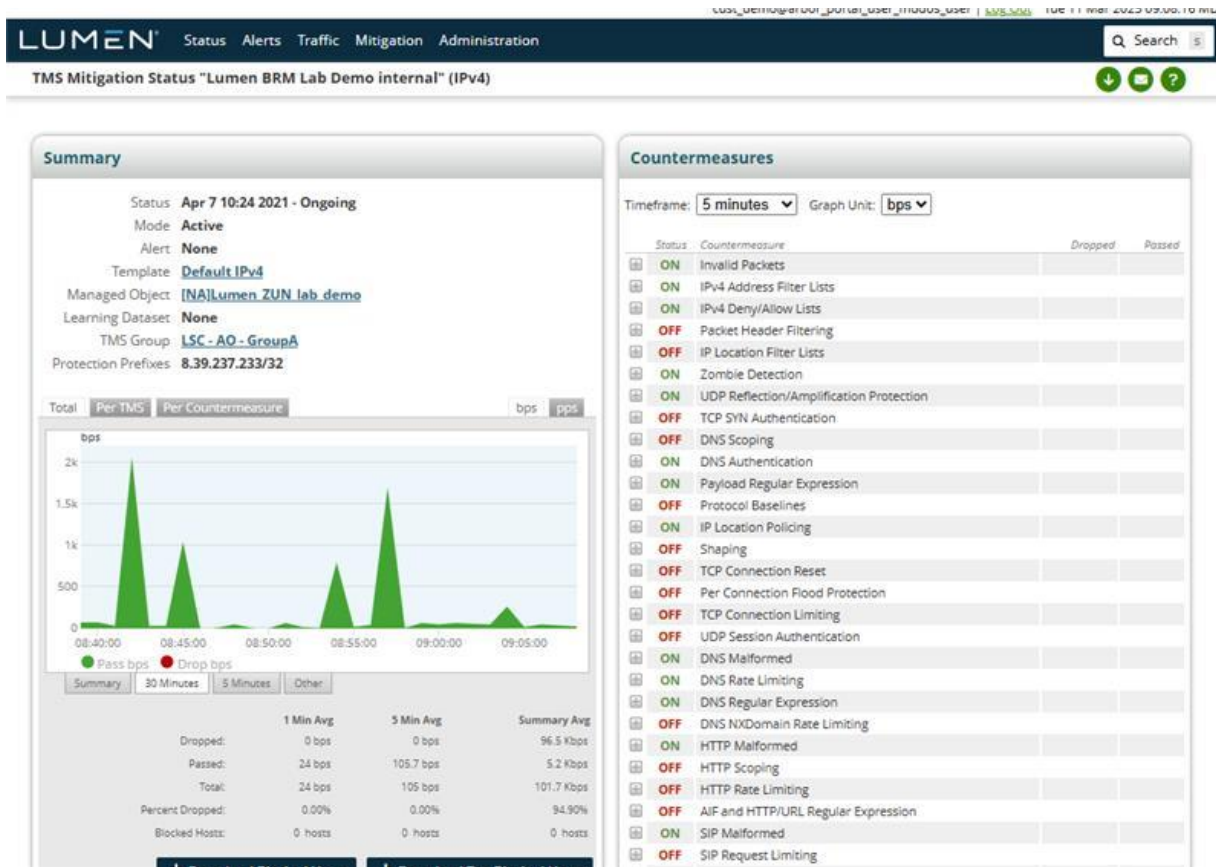 cust_demo@arbor_portal_user_modos_user | Log Out Tue 11 Mar 2025 09:08:16
LUMEN Status Alerts Traffic Mitigation Administration Search s
TMS Mitigation Status "Lumen BRM Lab Demo internal" (IPv4)
Summary
Status Apr 7 10:24 2021 - Ongoing
Mode Active
Alert None
Template Default IPv4
Managed Object [NA]Lumen ZUN lab demo
Learning Dataset None
TMS Group LSC - AO - GroupA
Protection Prefixes 8.39.237.233/32
Total Per TMS Per Countermeasure bps pps
bps
2k
1.5k
1k
500
0
08:40:00 08:45:00 08:50:00 08:55:00 09:00:00 09:05:00
Pass bps Drop bps
Summary 30 Minutes 5 Minutes Other
1 Min Avg 5 Min Avg Summary Avg
Dropped: 0 bps 0 bps 96.5 Kbps
Passed: 24 bps 105.7 bps 5.2 Kbps
Total: 24 bps 105 bps 101.7 Kbps
Percent Dropped: 0.00% 0.00% 94.90%
Blocked Hosts: 0 hosts 0 hosts 0 hosts
Countermeasures
Timeframe: 5 minutes Graph Unit: bps
Status Countermeasure Dropped Passed
ON Invalid Packets
ON IPv4 Address Filter Lists
ON IPv4 Deny/Allow Lists
OFF Packet Header Filtering
OFF IP Location Filter Lists
ON Zombie Detection
ON UDP Reflection/Amplification Protection
OFF TCP SYN Authentication
OFF DNS Scoping
ON DNS Authentication
ON Payload Regular Expression
OFF Protocol Baselines
ON IP Location Policing
OFF Shaping
OFF TCP Connection Reset
OFF Per Connection Flood Protection
OFF TCP Connection Limiting
OFF UDP Session Authentication
ON DNS Malformed
ON DNS Rate Limiting
ON DNS Regular Expression
OFF DNS NXDomain Rate Limiting
ON HTTP Malformed
OFF HTTP Scoping
OFF HTTP Rate Limiting
OFF AIF and HTTP/URL Regular Expression
ON SIP Malformed
OFF SIP Request Limiting